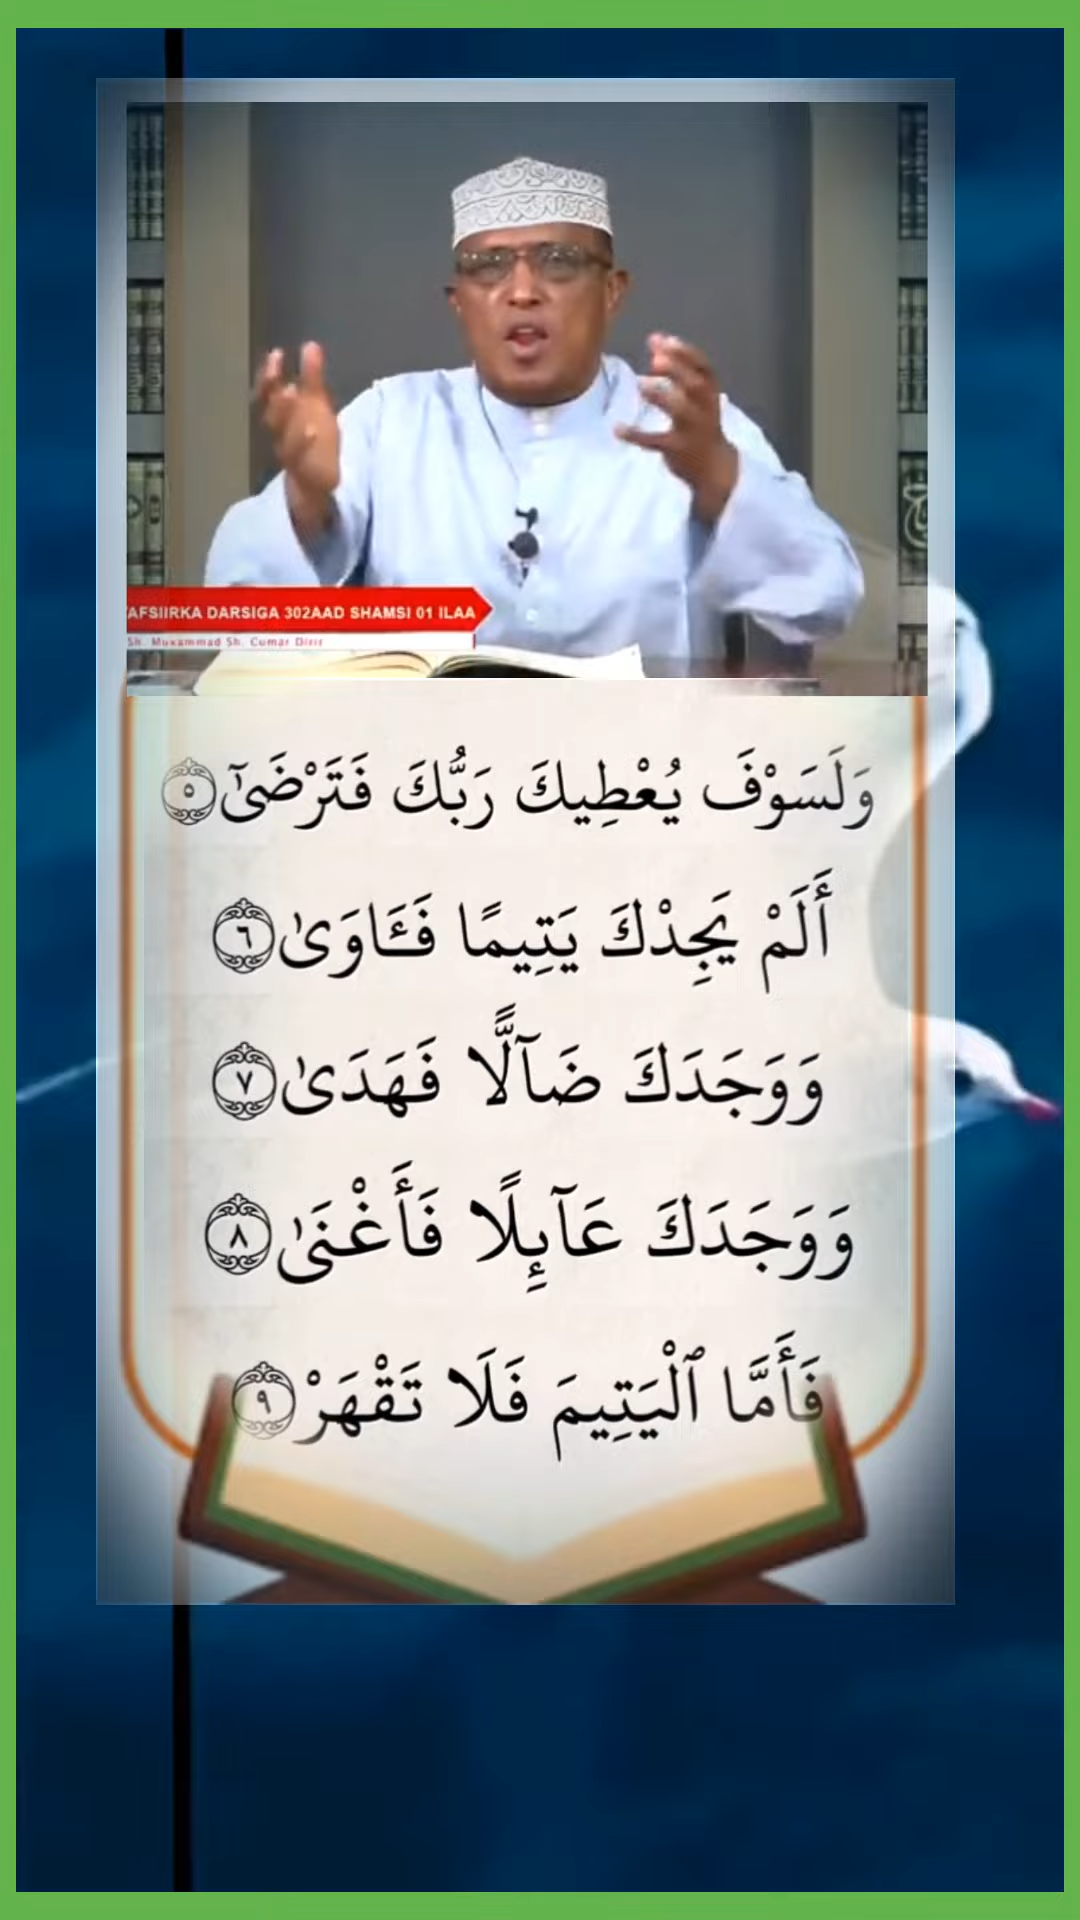 AFSIIRKA DARSIGA 302AAD SHAMSI 01 ILAA
Sh. Muxammad Sh. Cumar Dirir
وَلَسَوْفَ يُعْطِيكَ رَبُّكَ فَتَرْضَىٰٓ ٥
أَلَمْ يَجِدْكَ يَتِيمًا فَـَٔاوَىٰ ٦
وَوَجَدَكَ ضَآلًّا فَهَدَىٰ ٧
وَوَجَدَكَ عَآئِلًا فَأَغْنَىٰ ٨
فَأَمَّا ٱلْيَتِيمَ فَلَا تَقْهَرْ ٩